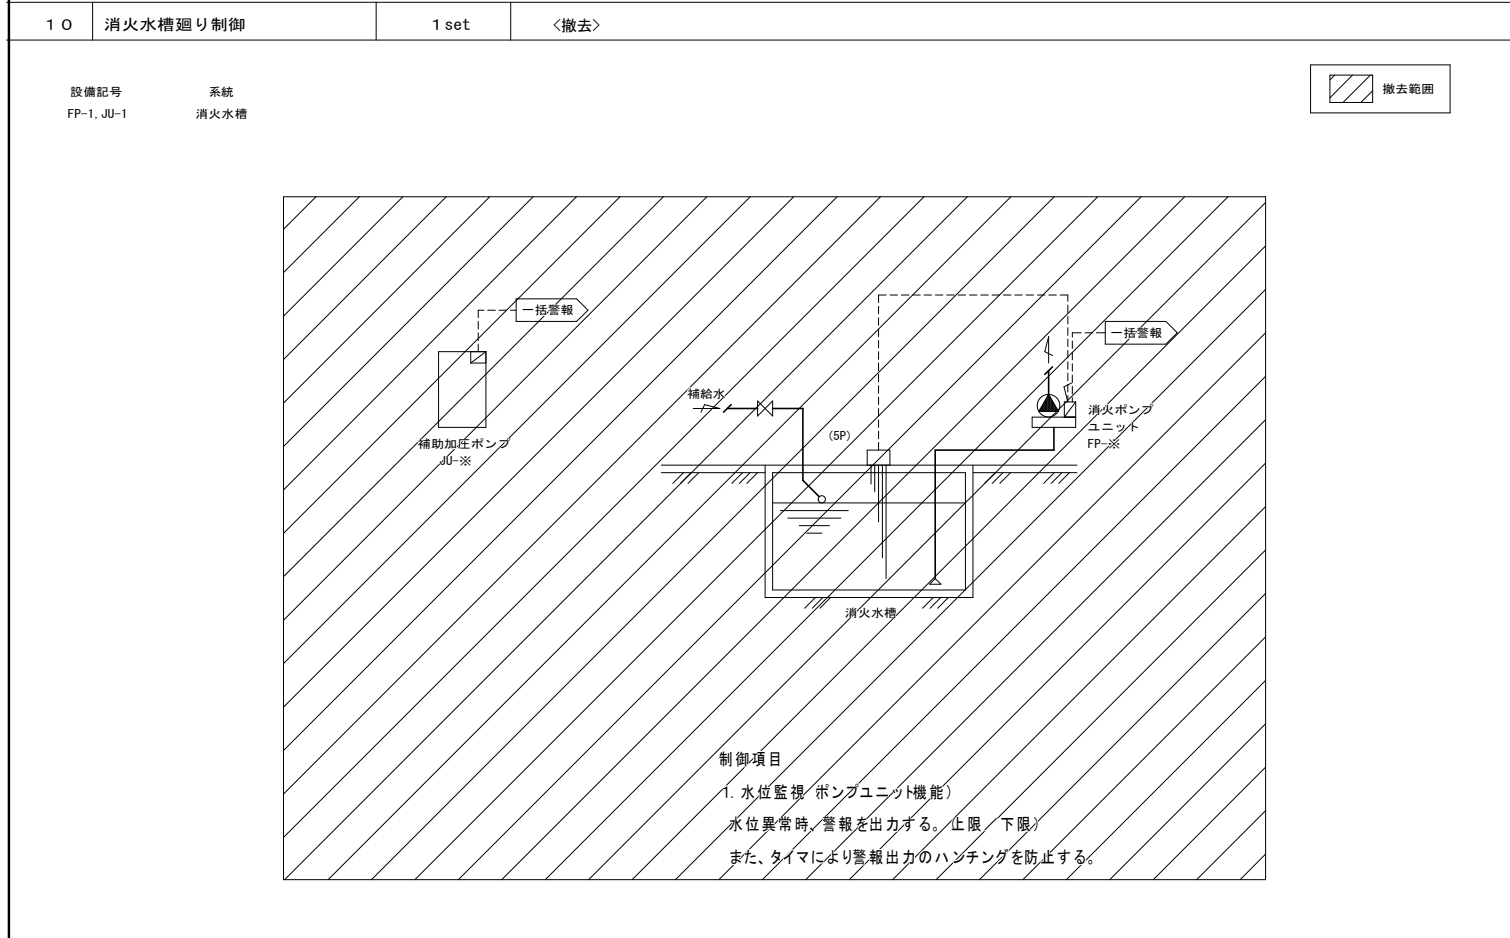 １０ 消火水槽廻り制御 １set 〈撤去〉
設備記号 系統
FP-1, JU-1 消火水槽
撤去範囲
一括警報
一括警報
補給水
消火ポンプ
ユニット
FP-※
(5P)
補助加圧ポンプ
JU-※
消火水槽
制御項目
1. 水位監視 ポンプユニット機能)
水位異常時、警報を出力する。(上限／下限)
また、タイマにより警報出力のハンチングを防止する。